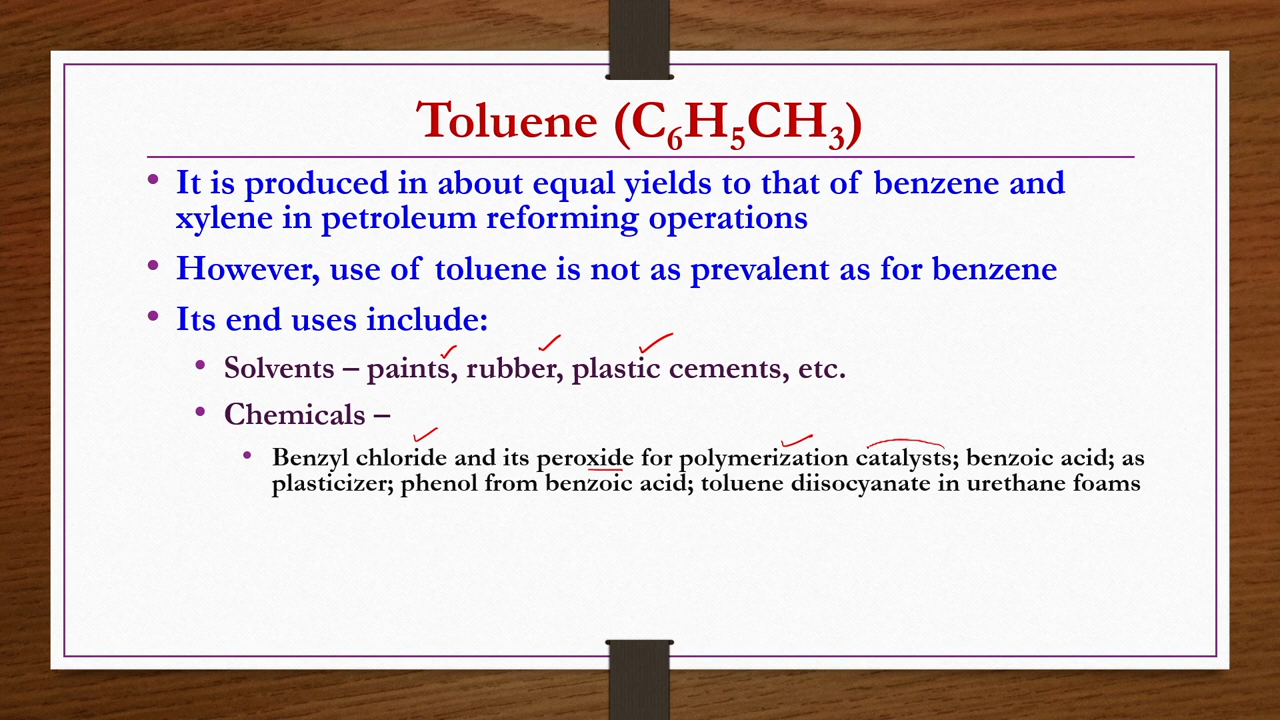 Toluene (C₆H₅CH₃)
• It is produced in about equal yields to that of benzene and
xylene in petroleum reforming operations
• However, use of toluene is not as prevalent as for benzene
• Its end uses include:
• Solvents – paints, rubber, plastic cements, etc.
• Chemicals –
• Benzyl chloride and its peroxide for polymerization catalysts; benzoic acid; as
plasticizer; phenol from benzoic acid; toluene diisocyanate in urethane foams